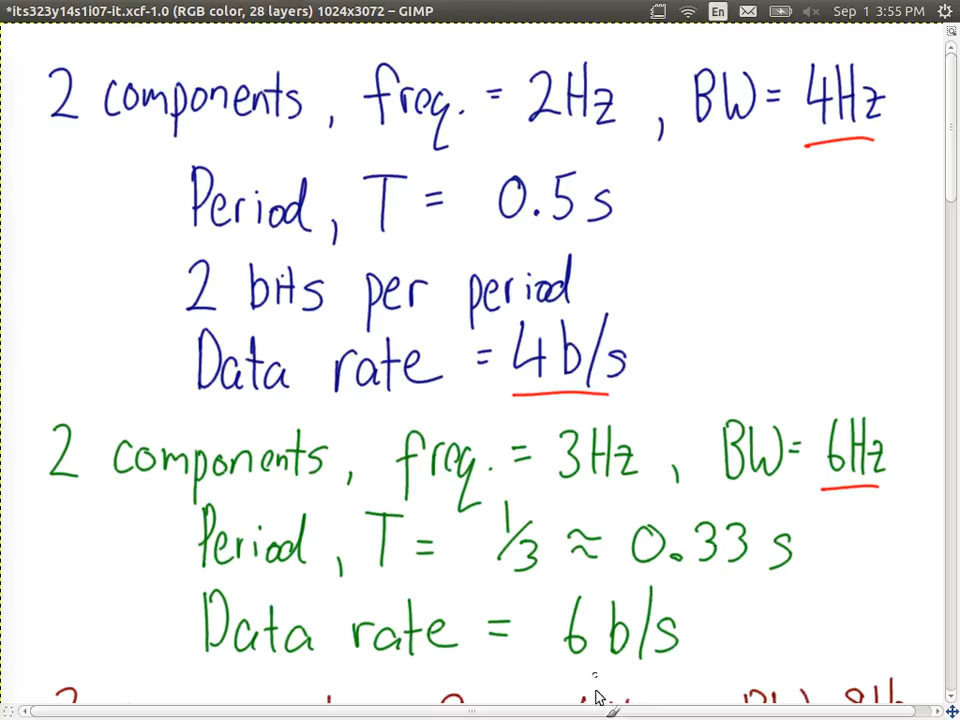 *its323y14s1i07-it.xcf-1.0 (RGB color, 28 layers) 1024x3072 – GIMP En Sep 1 3:55 PM
2 components, freq. = 2Hz, BW= 4Hz
Period, T = 0.5 s
2 bits per period
Data rate = 4b/s
2 components, freq. = 3Hz, BW= 6Hz
Period, T = 1/3 ≈ 0.33 s
Data rate = 6 b/s